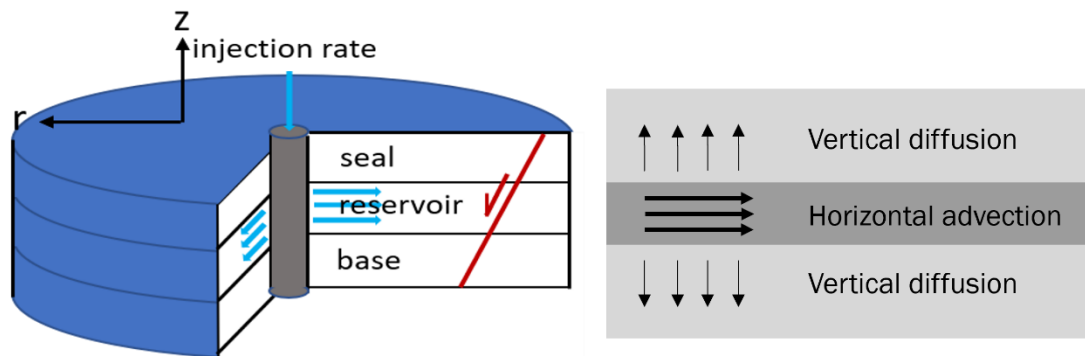 z
injection rate
r
seal
reservoir
base
Vertical diffusion
Horizontal advection
Vertical diffusion